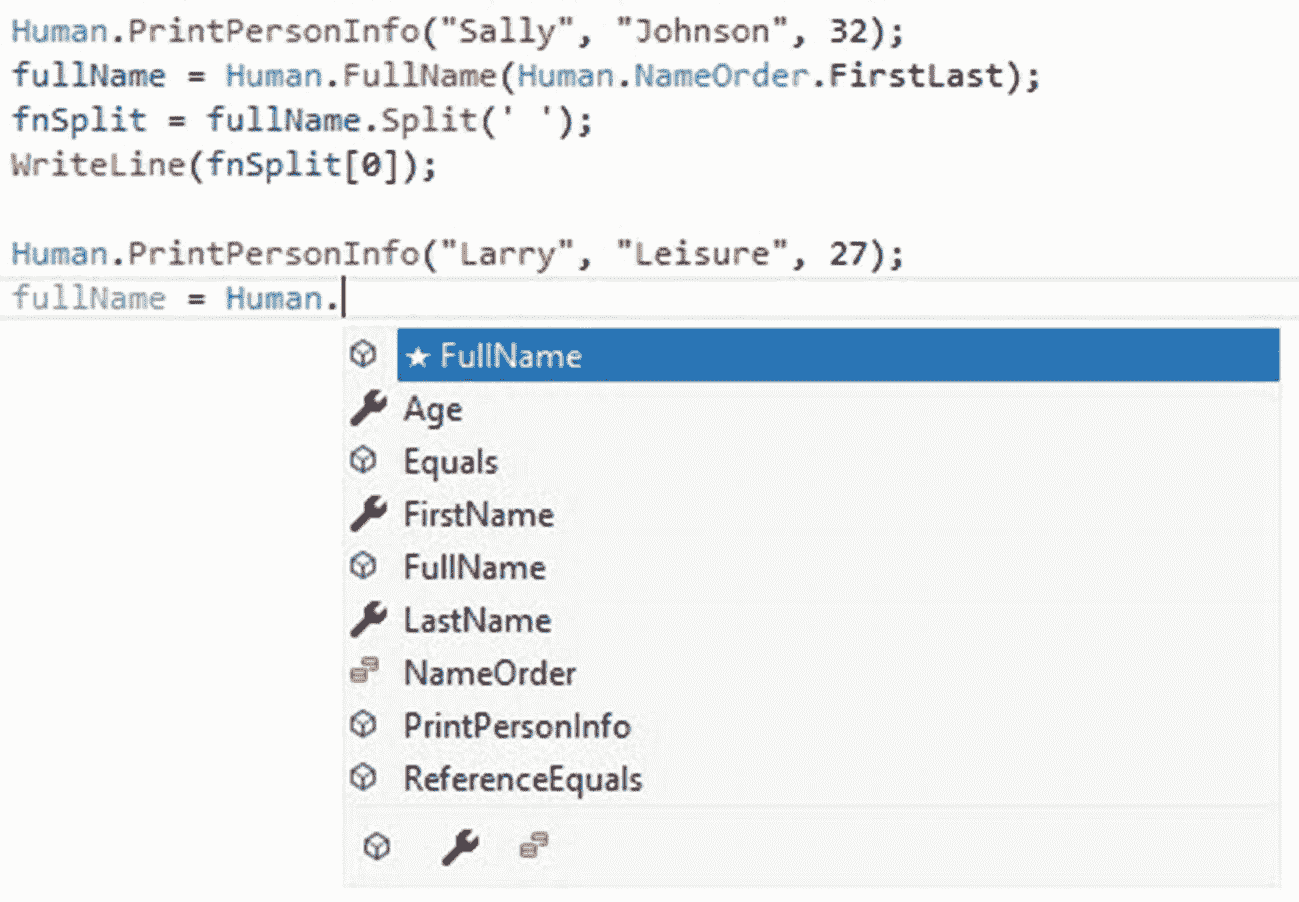 Human.PrintPersonInfo("Sally", "Johnson", 32);
fullName = Human.FullName(Human.NameOrder.FirstLast);
fnSplit = fullName.Split(' ');
WriteLine(fnSplit[0]);
Human.PrintPersonInfo("Larry", "Leisure", 27);
fullName = Human.
★ FullName
Age
Equals
FirstName
FullName
LastName
NameOrder
PrintPersonInfo
ReferenceEquals